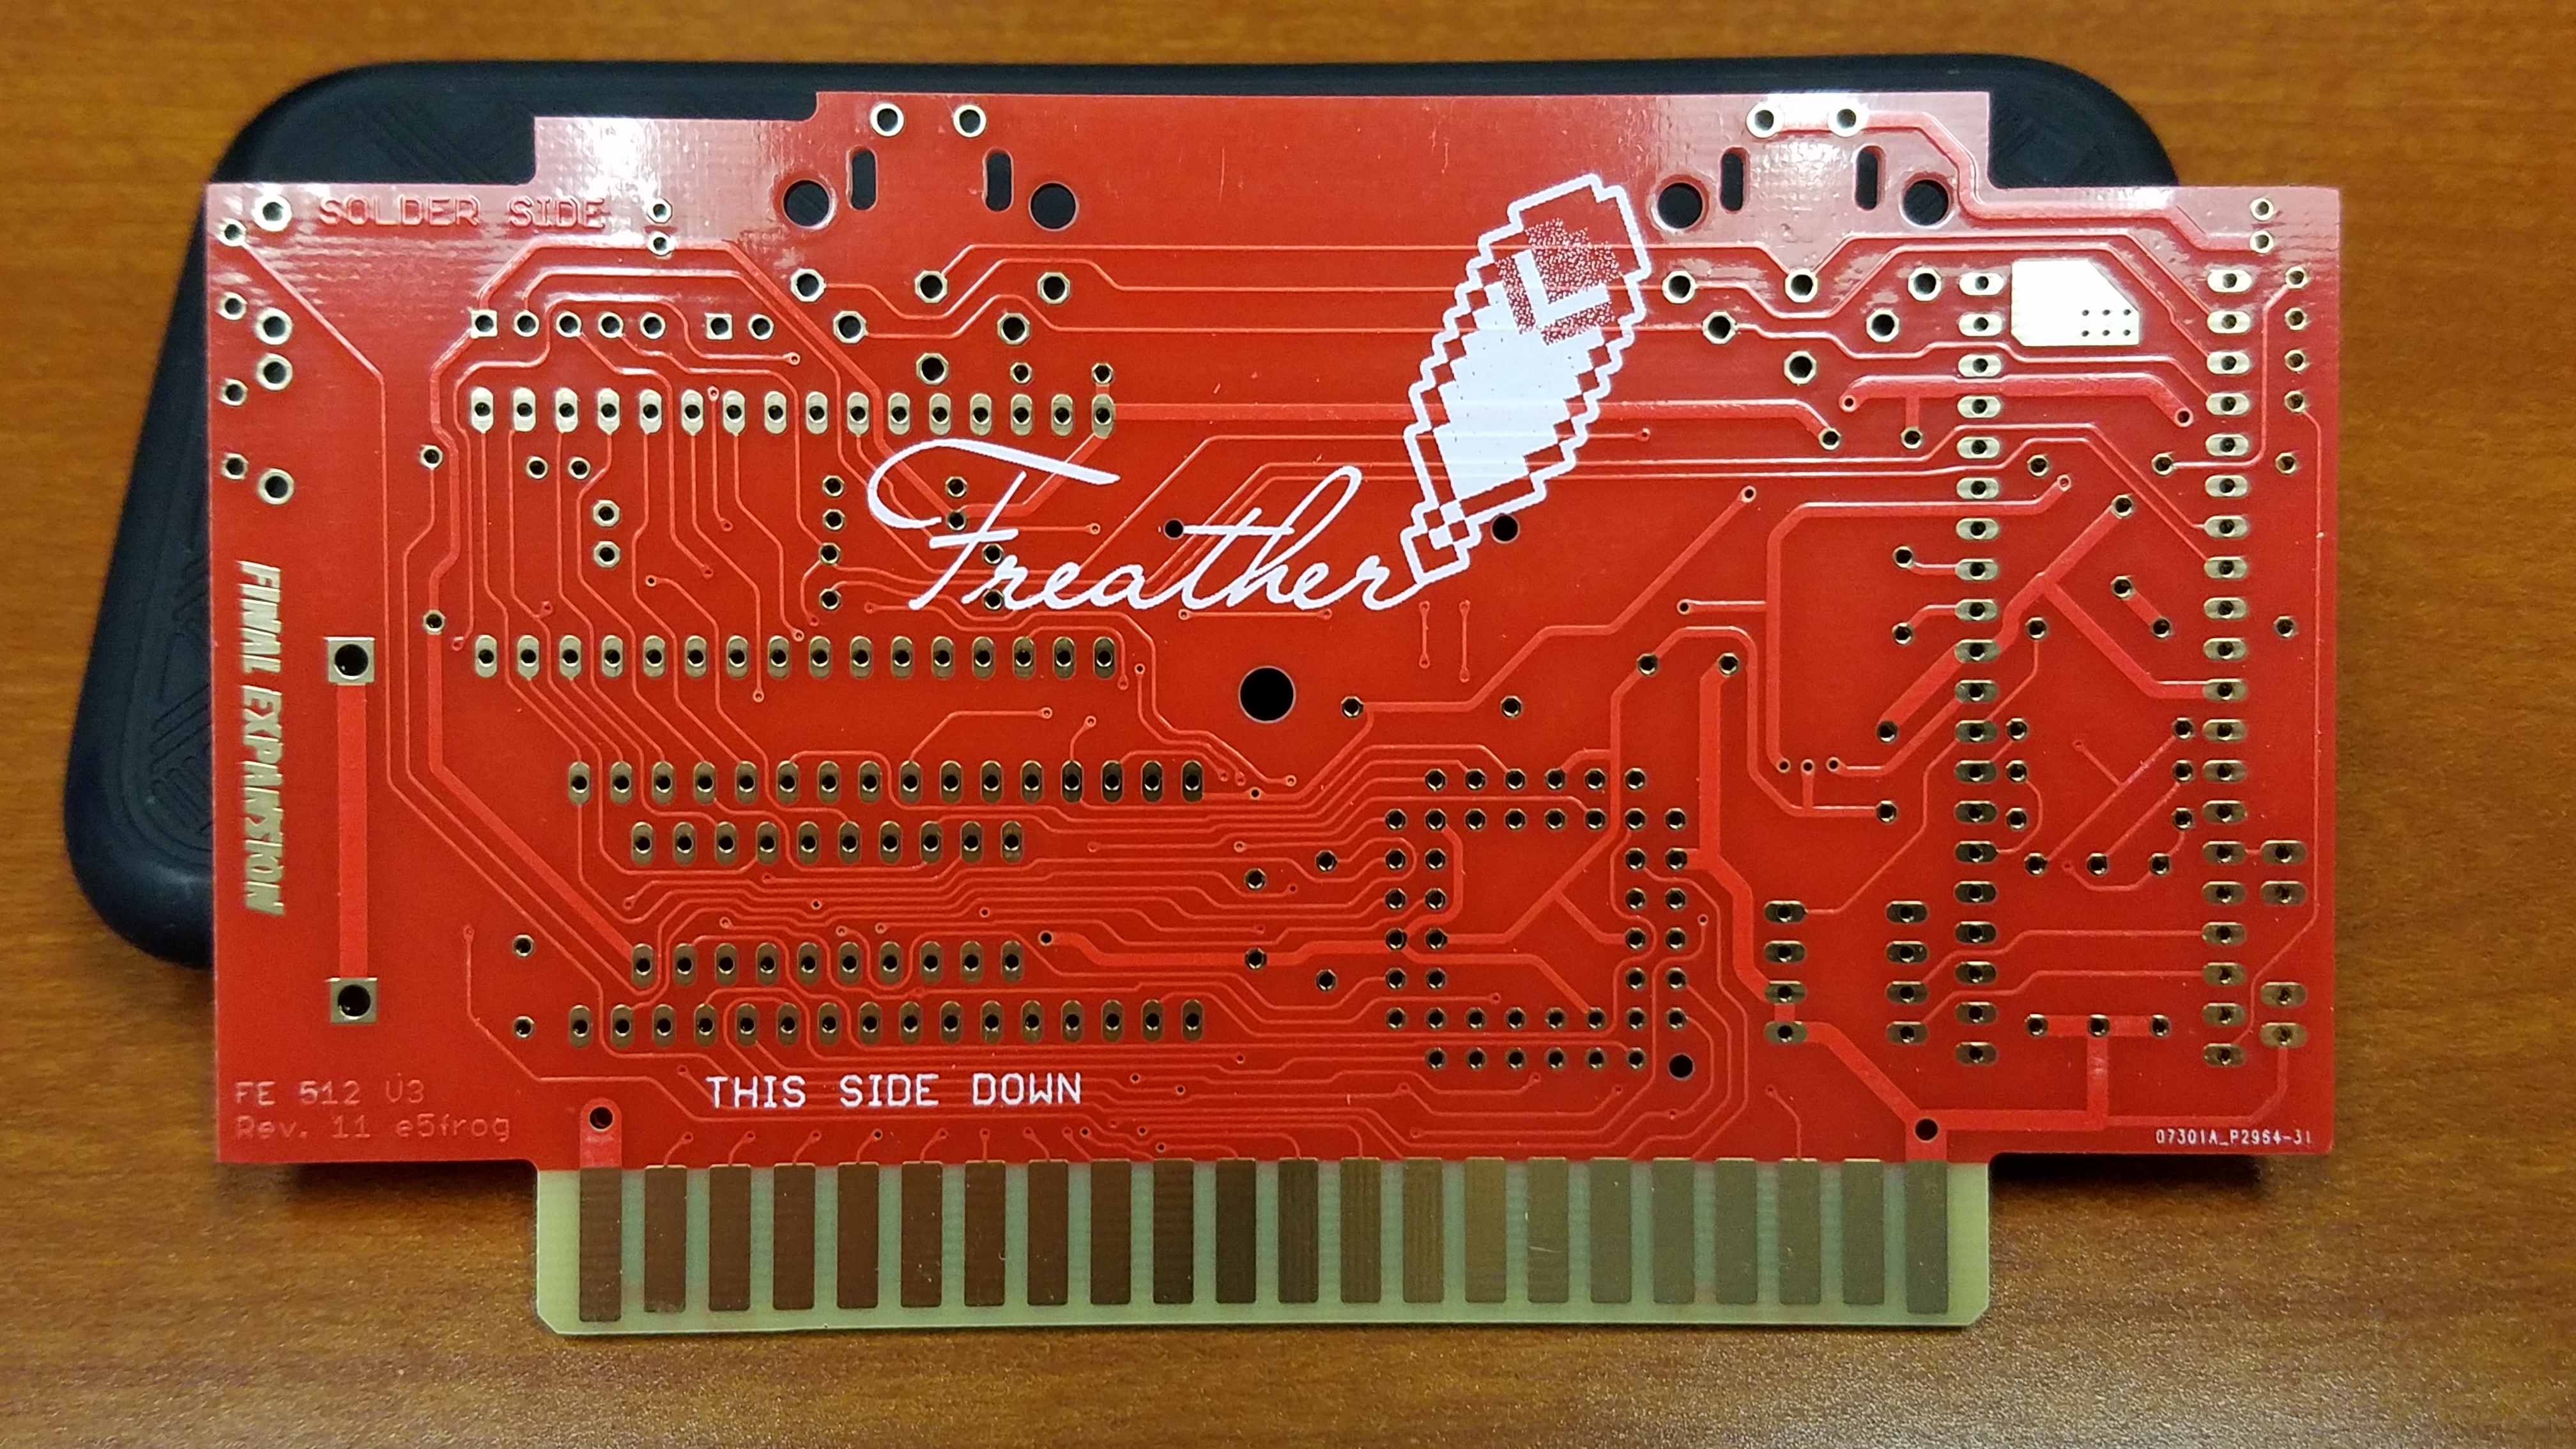 SOLDER SIDE
L
Freather
FINAL EXPANSION
FE 512 V3
Rev. 11 e5frog
THIS SIDE DOWN
07301A_P2964-31